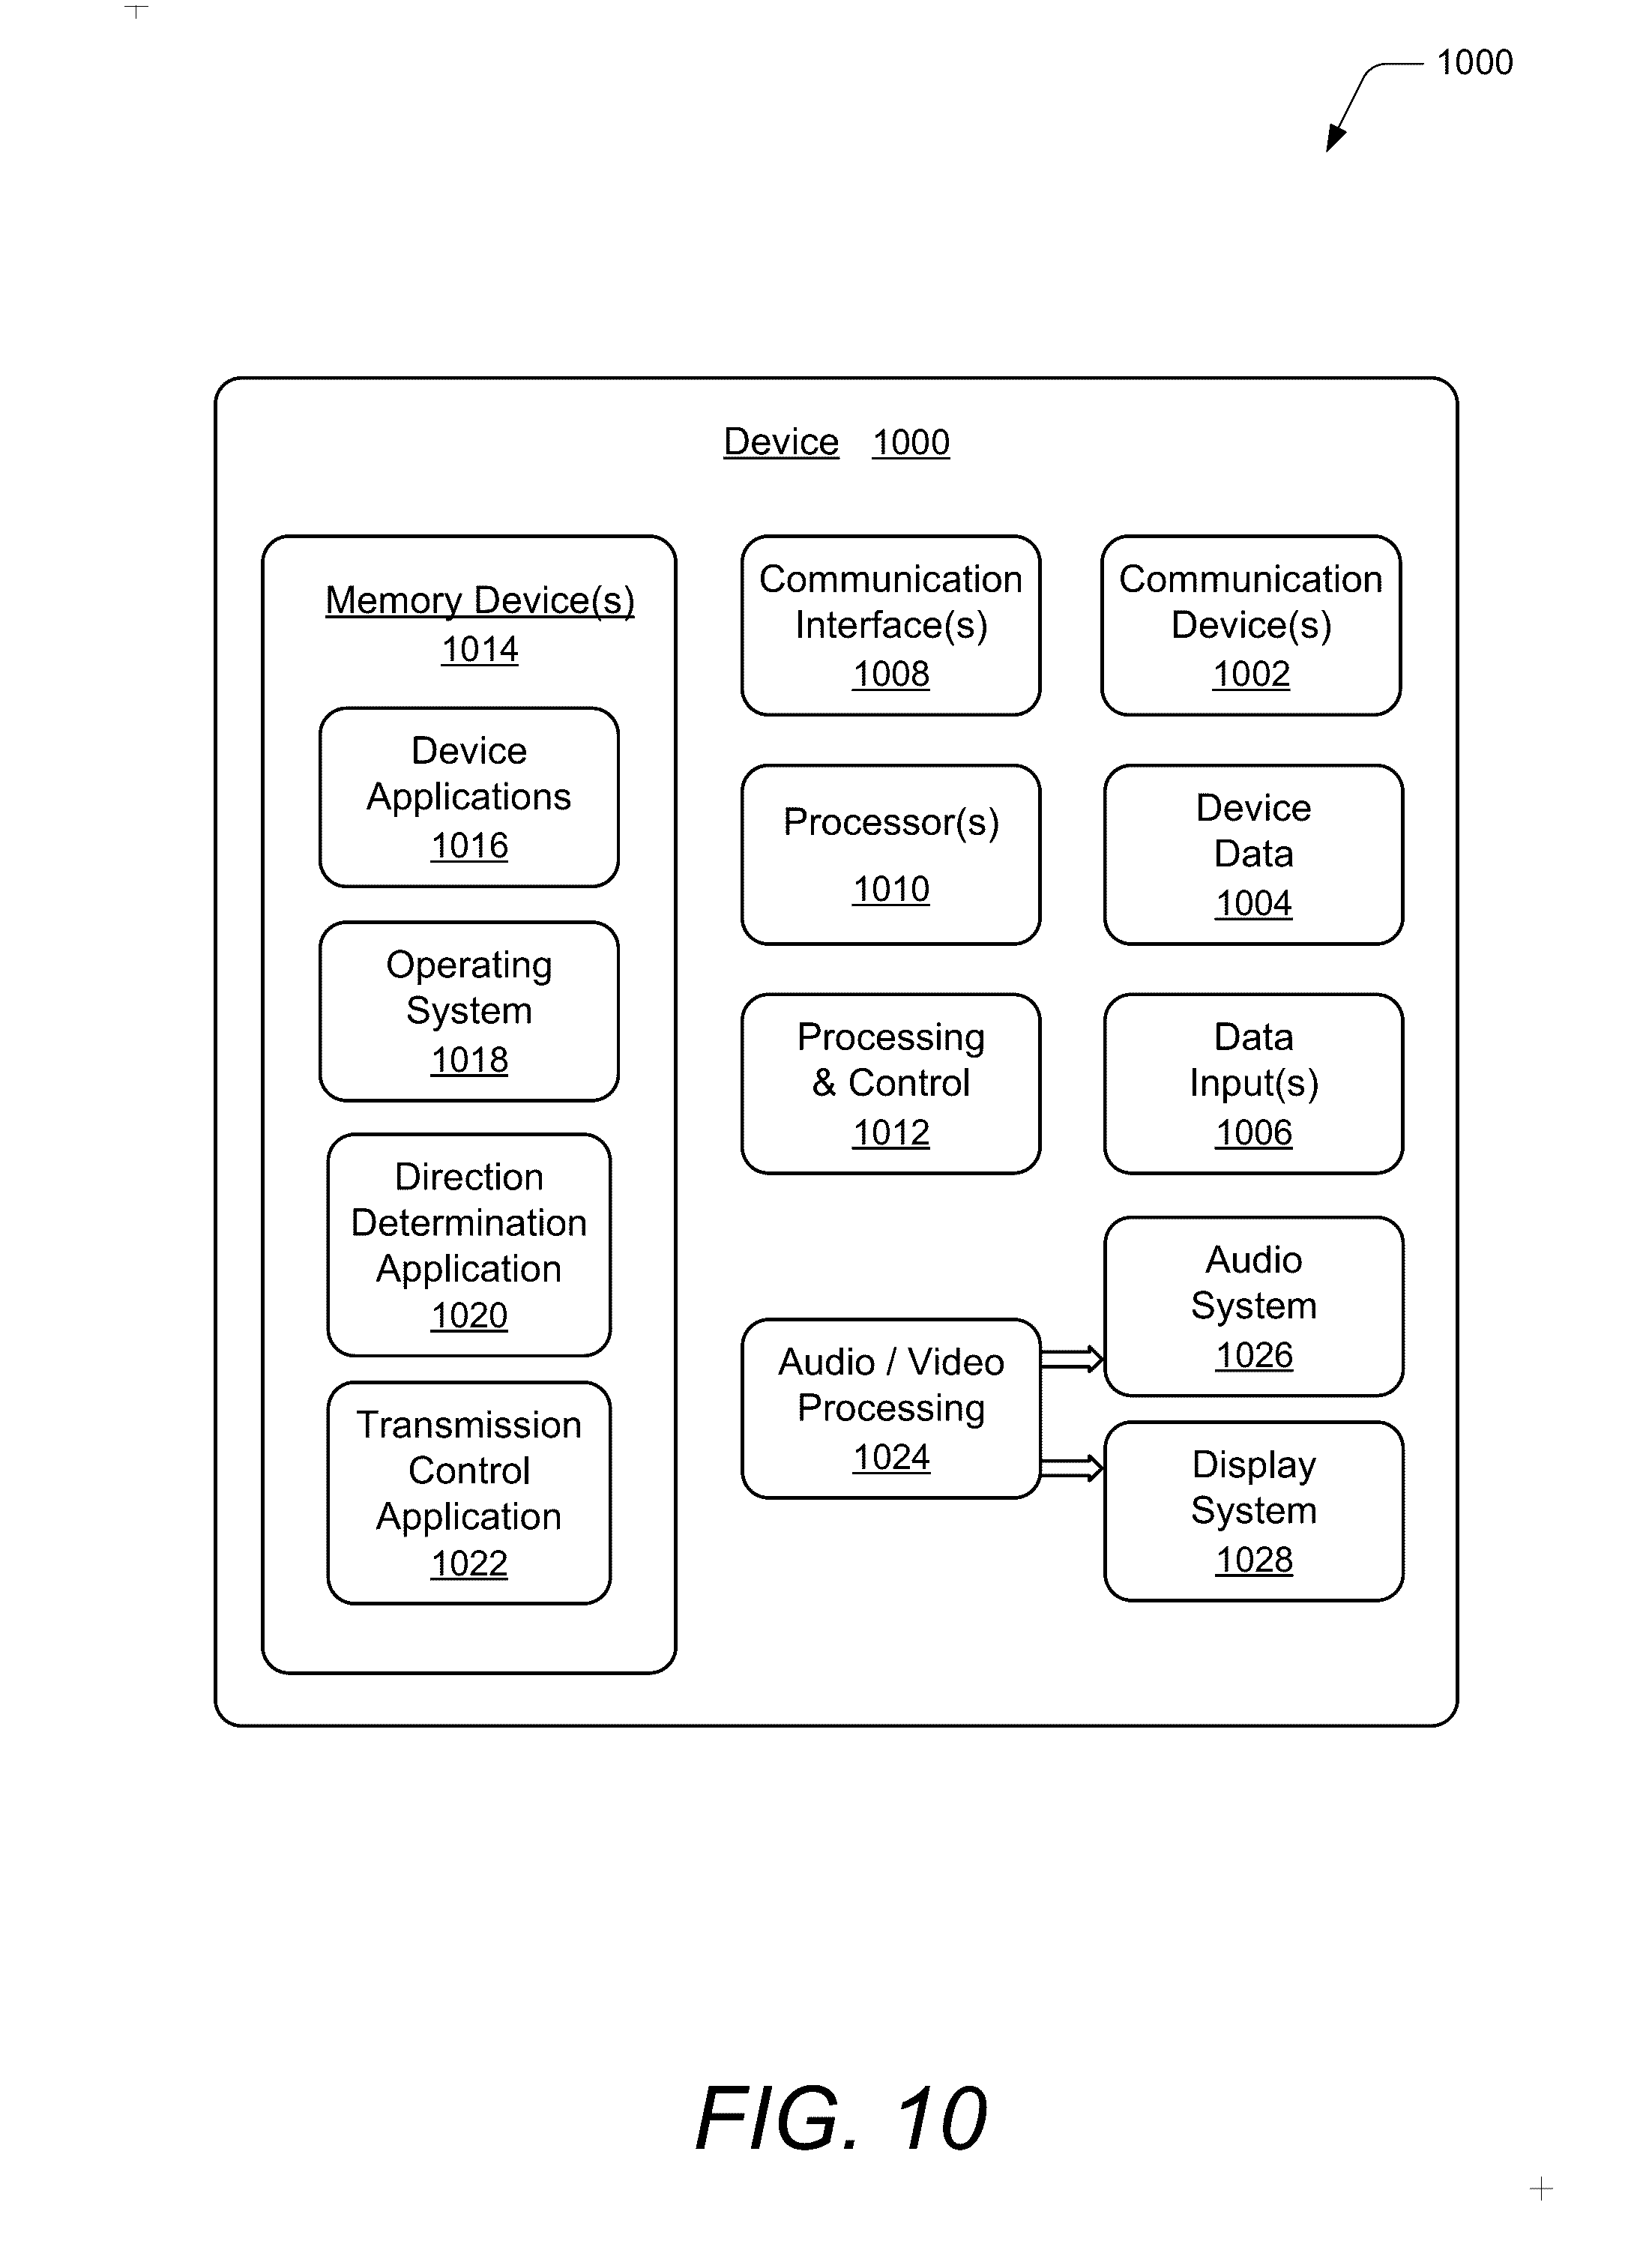 1000
Device 1000
Memory Device(s)
1014
Device
Applications
1016
Operating
System
1018
Direction
Determination
Application
1020
Transmission
Control
Application
1022
Communication
Interface(s)
1008
Processor(s)
1010
Processing
& Control
1012
Audio / Video
Processing
1024
Communication
Device(s)
1002
Device
Data
1004
Data
Input(s)
1006
Audio
System
1026
Display
System
1028
FIG. 10